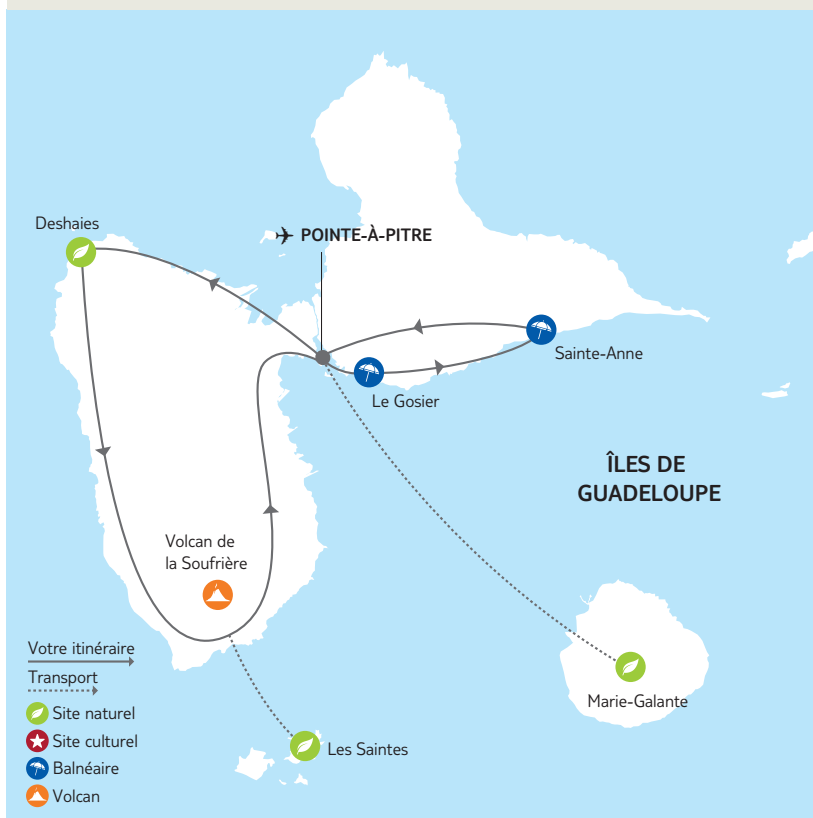 Deshaies
POINTE-À-PITRE
Sainte-Anne
Le Gosier
ÎLES DE
GUADELOUPE
Volcan de
la Soufrière
Marie-Galante
Les Saintes
Votre itinéraire
Transport
Site naturel
Site culturel
Balnéaire
Volcan